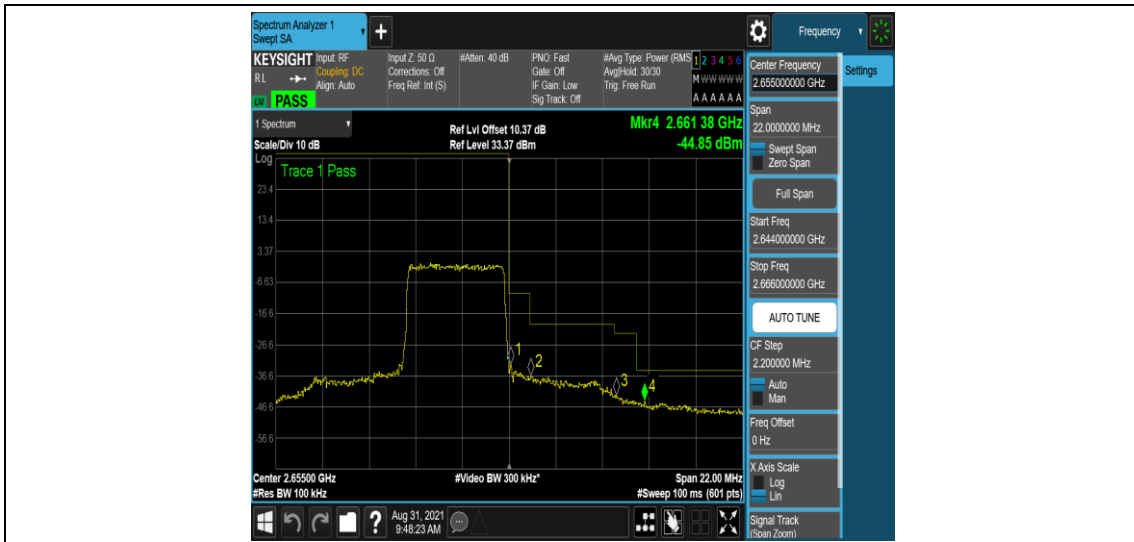 Spectrum Analyzer 1
Swept SA
+
Frequency
KEYSIGHT
RL
PASS
Input: RF
Coupling: DC
Align: Auto
Input Z: 50 Ω
Corrections: Off
Freq Ref: Int (S)
#Atten: 40 dB
PNO: Fast
Gate: Off
IF Gain: Low
Sig Track: Off
#Avg Type: Power (RMS
Avg|Hold: 30/30
Trig: Free Run
1 2 3 4 5 6
M W W W W W
A A A A A A
1 Spectrum
Scale/Div 10 dB
Ref Lvl Offset 10.37 dB
Ref Level 33.37 dBm
Mkr4 2.661 38 GHz
-44.85 dBm
Log
Trace 1 Pass
23.4
13.4
3.37
-6.63
-16.6
-26.6
-36.6
-46.6
-56.6
1
2
3
4
Center 2.65500 GHz
#Res BW 100 kHz
#Video BW 300 kHz*
Span 22.00 MHz
#Sweep 100 ms (601 pts)
Center Frequency
2.655000000 GHz
Settings
Span
22.0000000 MHz
Swept Span
Zero Span
Full Span
Start Freq
2.644000000 GHz
Stop Freq
2.666000000 GHz
AUTO TUNE
CF Step
2.200000 MHz
Auto
Man
Freq Offset
0 Hz
X Axis Scale
Log
Lin
Signal Track
(Span Zoom)
?
Aug 31, 2021
9:48:23 AM